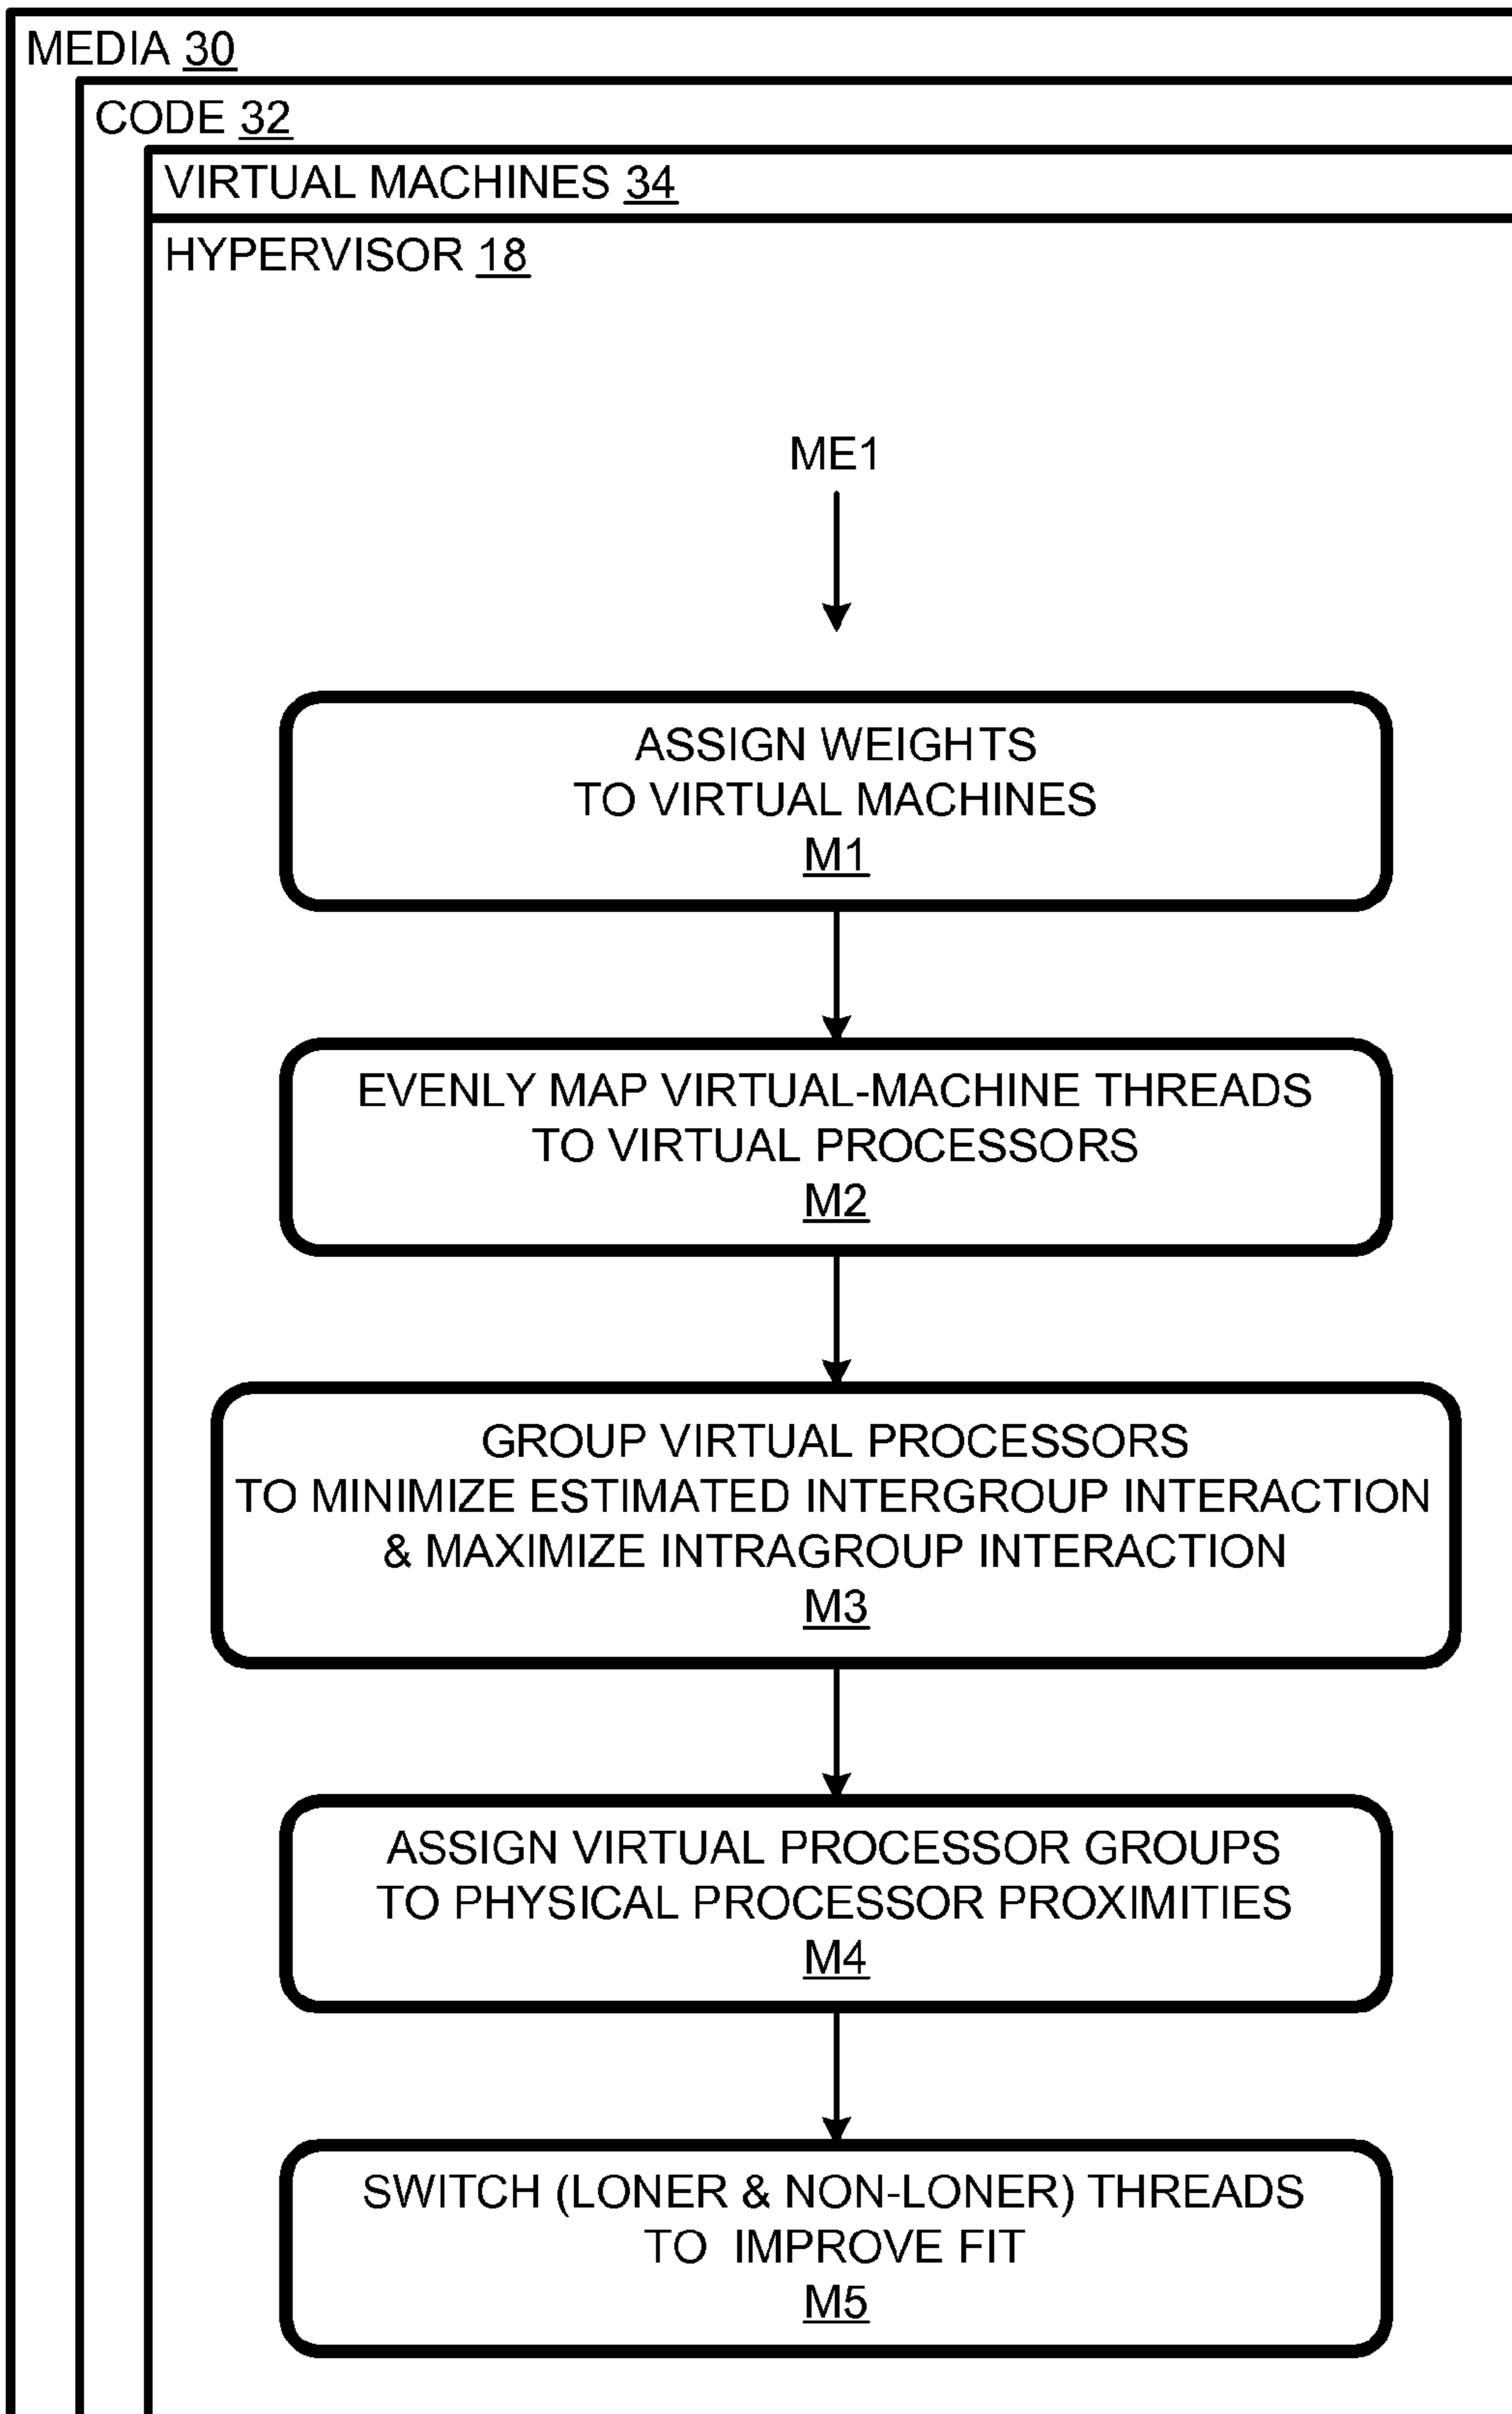 MEDIA 30
CODE 32
VIRTUAL MACHINES 34
HYPERVISOR 18
ME1
ASSIGN WEIGHTS
TO VIRTUAL MACHINES
M1
EVENLY MAP VIRTUAL-MACHINE THREADS
TO VIRTUAL PROCESSORS
M2
GROUP VIRTUAL PROCESSORS
TO MINIMIZE ESTIMATED INTERGROUP INTERACTION
& MAXIMIZE INTRAGROUP INTERACTION
M3
ASSIGN VIRTUAL PROCESSOR GROUPS
TO PHYSICAL PROCESSOR PROXIMITIES
M4
SWITCH (LONER & NON-LONER) THREADS
TO IMPROVE FIT
M5